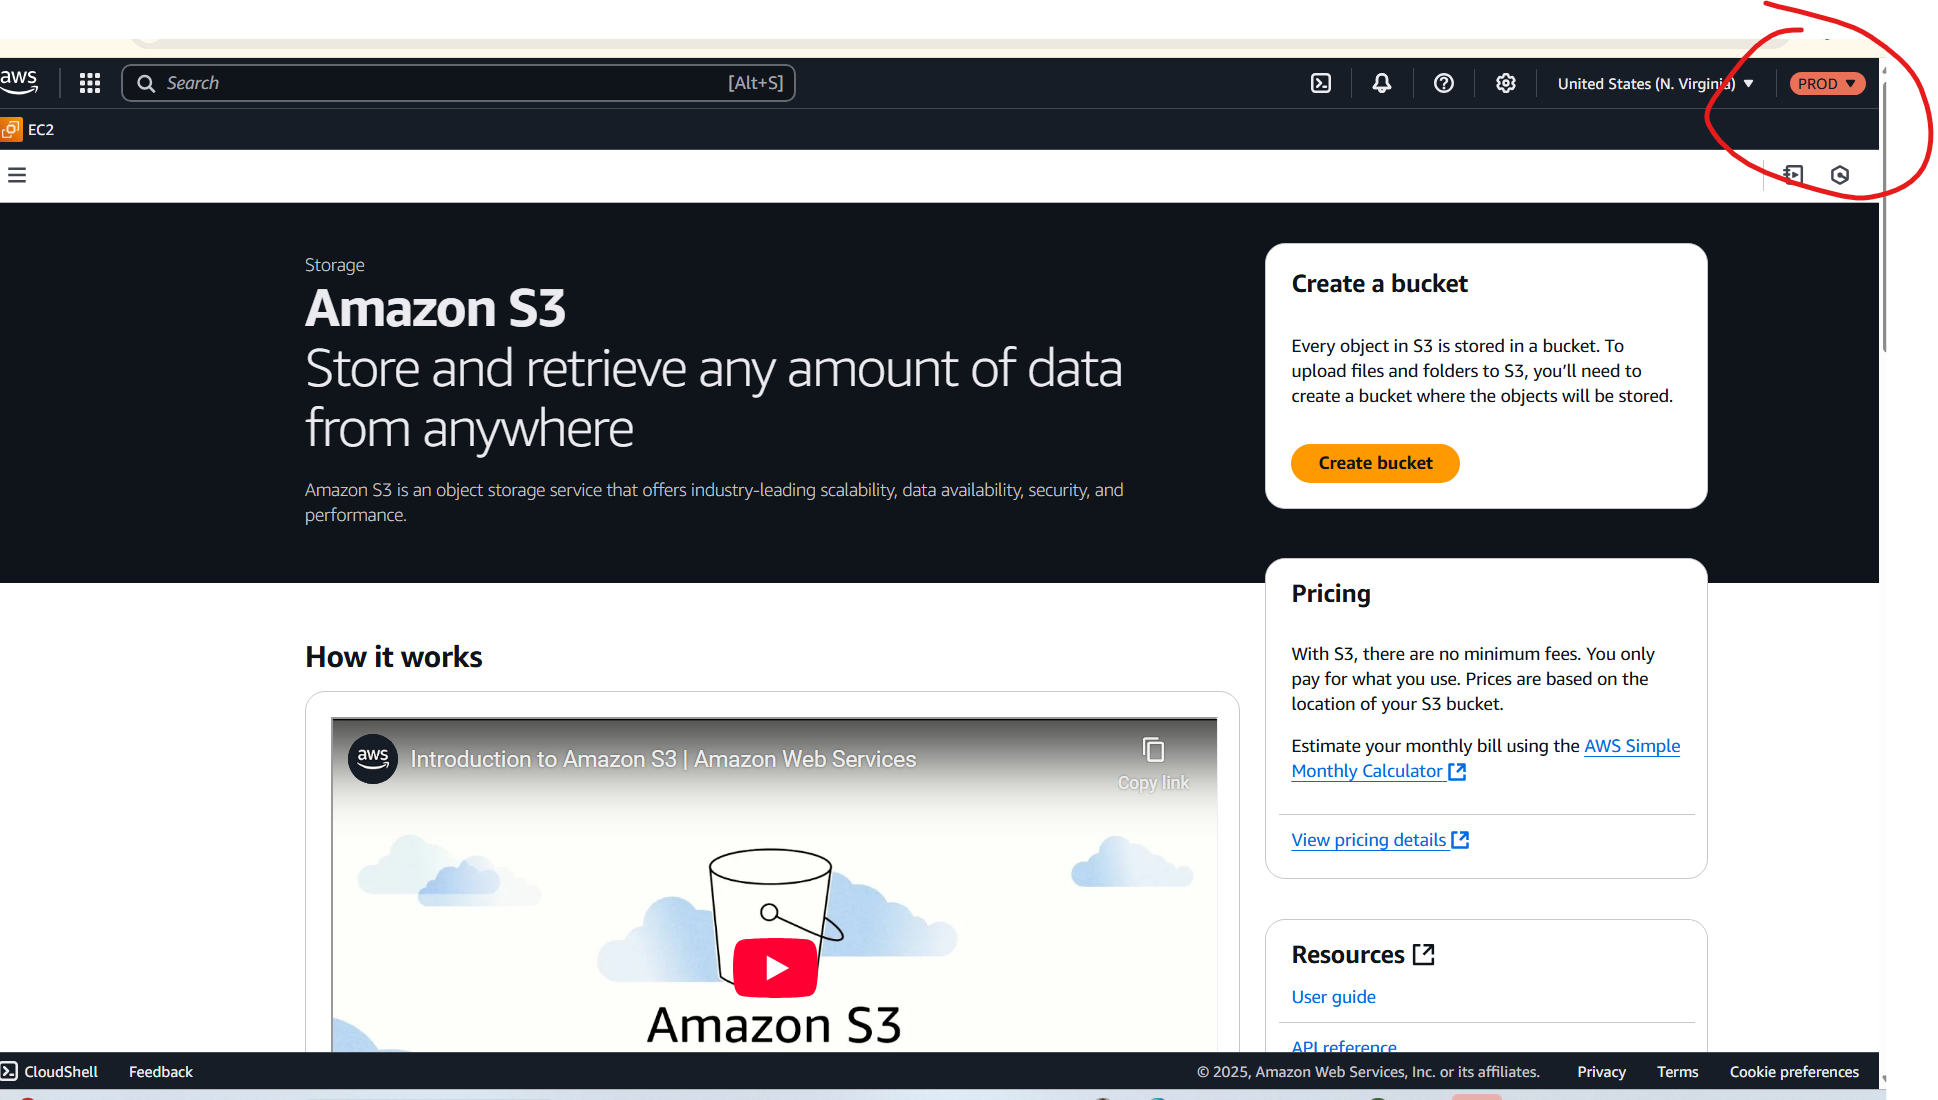 aws
Search [Alt+S]
United States (N. Virginia)
PROD
EC2
Storage
Amazon S3
Store and retrieve any amount of data
from anywhere
Amazon S3 is an object storage service that offers industry-leading scalability, data availability, security, and
performance.
Create a bucket
Every object in S3 is stored in a bucket. To
upload files and folders to S3, you’ll need to
create a bucket where the objects will be stored.
Create bucket
Pricing
With S3, there are no minimum fees. You only
pay for what you use. Prices are based on the
location of your S3 bucket.
Estimate your monthly bill using the AWS Simple
Monthly Calculator
View pricing details
How it works
aws
Introduction to Amazon S3 | Amazon Web Services
Copy link
Amazon S3
Resources
User guide
API reference
CloudShell
Feedback
© 2025, Amazon Web Services, Inc. or its affiliates.
Privacy
Terms
Cookie preferences